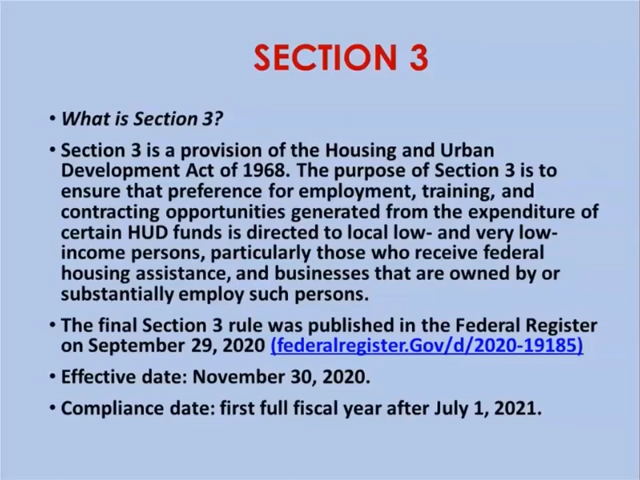 SECTION 3
• What is Section 3?
• Section 3 is a provision of the Housing and Urban
Development Act of 1968. The purpose of Section 3 is to
ensure that preference for employment, training, and
contracting opportunities generated from the expenditure of
certain HUD funds is directed to local low- and very low-
income persons, particularly those who receive federal
housing assistance, and businesses that are owned by or
substantially employ such persons.
• The final Section 3 rule was published in the Federal Register
on September 29, 2020 (federalregister.Gov/d/2020-19185)
• Effective date: November 30, 2020.
• Compliance date: first full fiscal year after July 1, 2021.